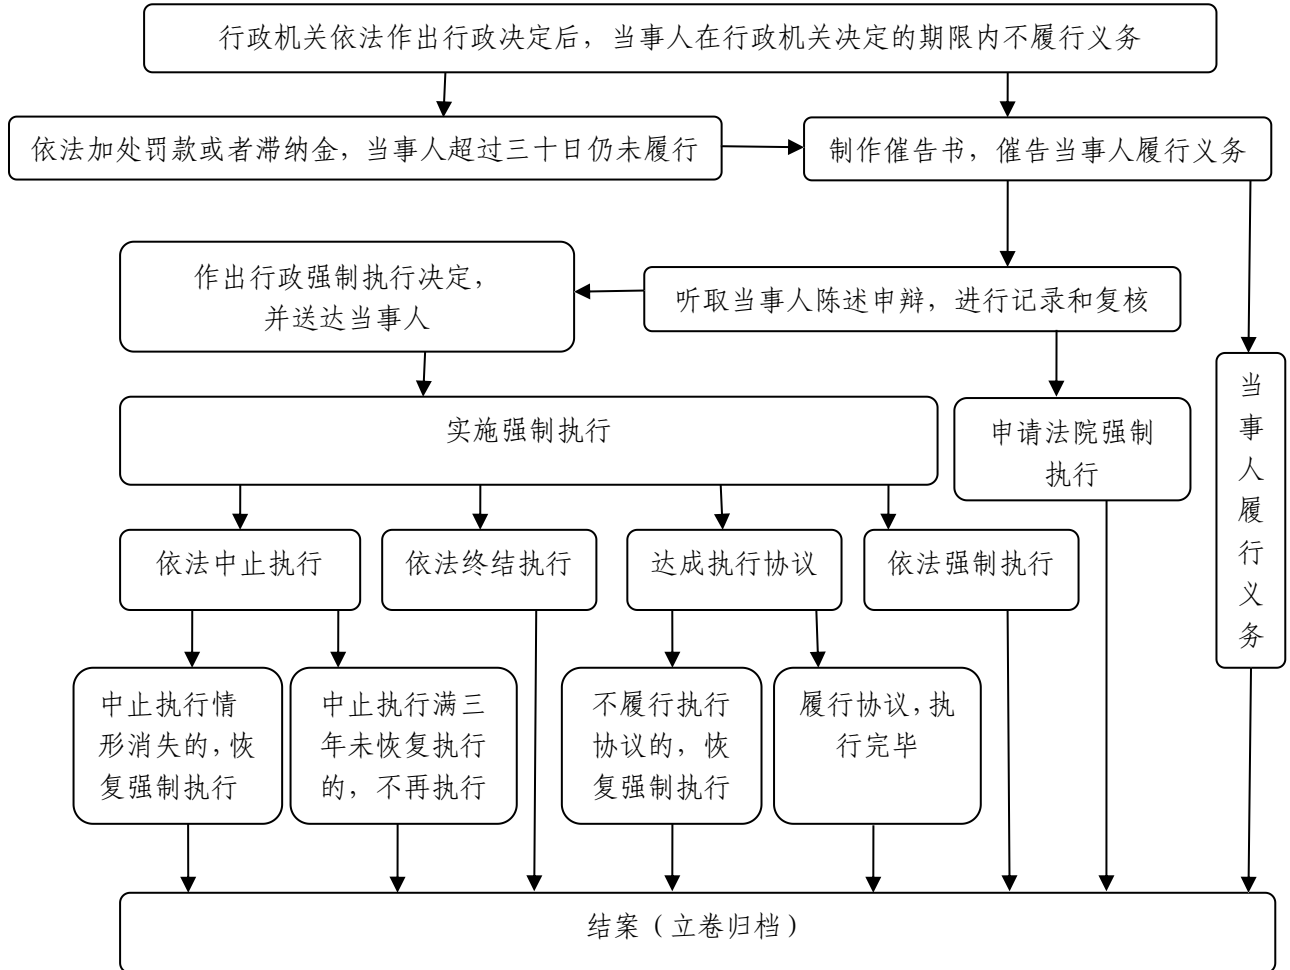 行政机关依法作出行政决定后，当事人在行政机关决定的期限内不履行义务
依法加处罚款或者滞纳金，当事人超过三十日仍未履行
制作催告书，催告当事人履行义务
作出行政强制执行决定，
并送达当事人
听取当事人陈述申辩，进行记录和复核
实施强制执行
申请法院强制
执行
当
事
人
履
行
义
务
依法中止执行
依法终结执行
达成执行协议
依法强制执行
中止执行情
形消失的，恢
复强制执行
中止执行满三
年未恢复执行
的，不再执行
不履行执行
协议的，恢
复强制执行
履行协议，执
行完毕
结案（立卷归档）